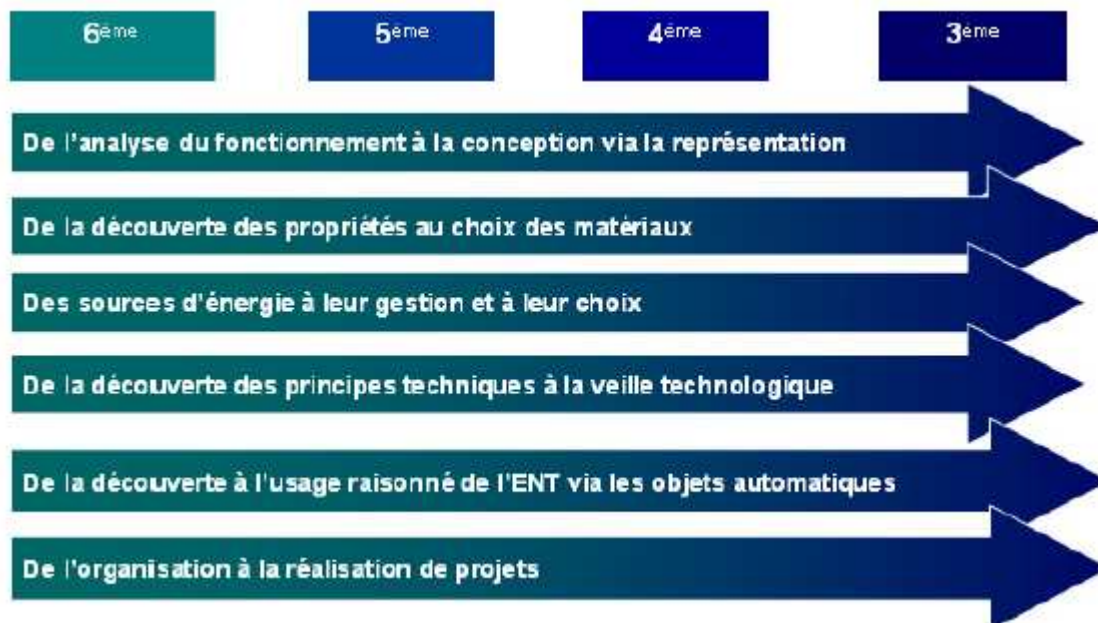 6ème
5ème
4ème
3ème
De l'analyse du fonctionnement à la conception via la représentation
De la découverte des propriétés au choix des matériaux
Des sources d'énergie à leur gestion et à leur choix
De la découverte des principes techniques à la veille technologique
De la découverte à l'usage raisonné de l'ENT via les objets automatiques
De l'organisation à la réalisation de projets